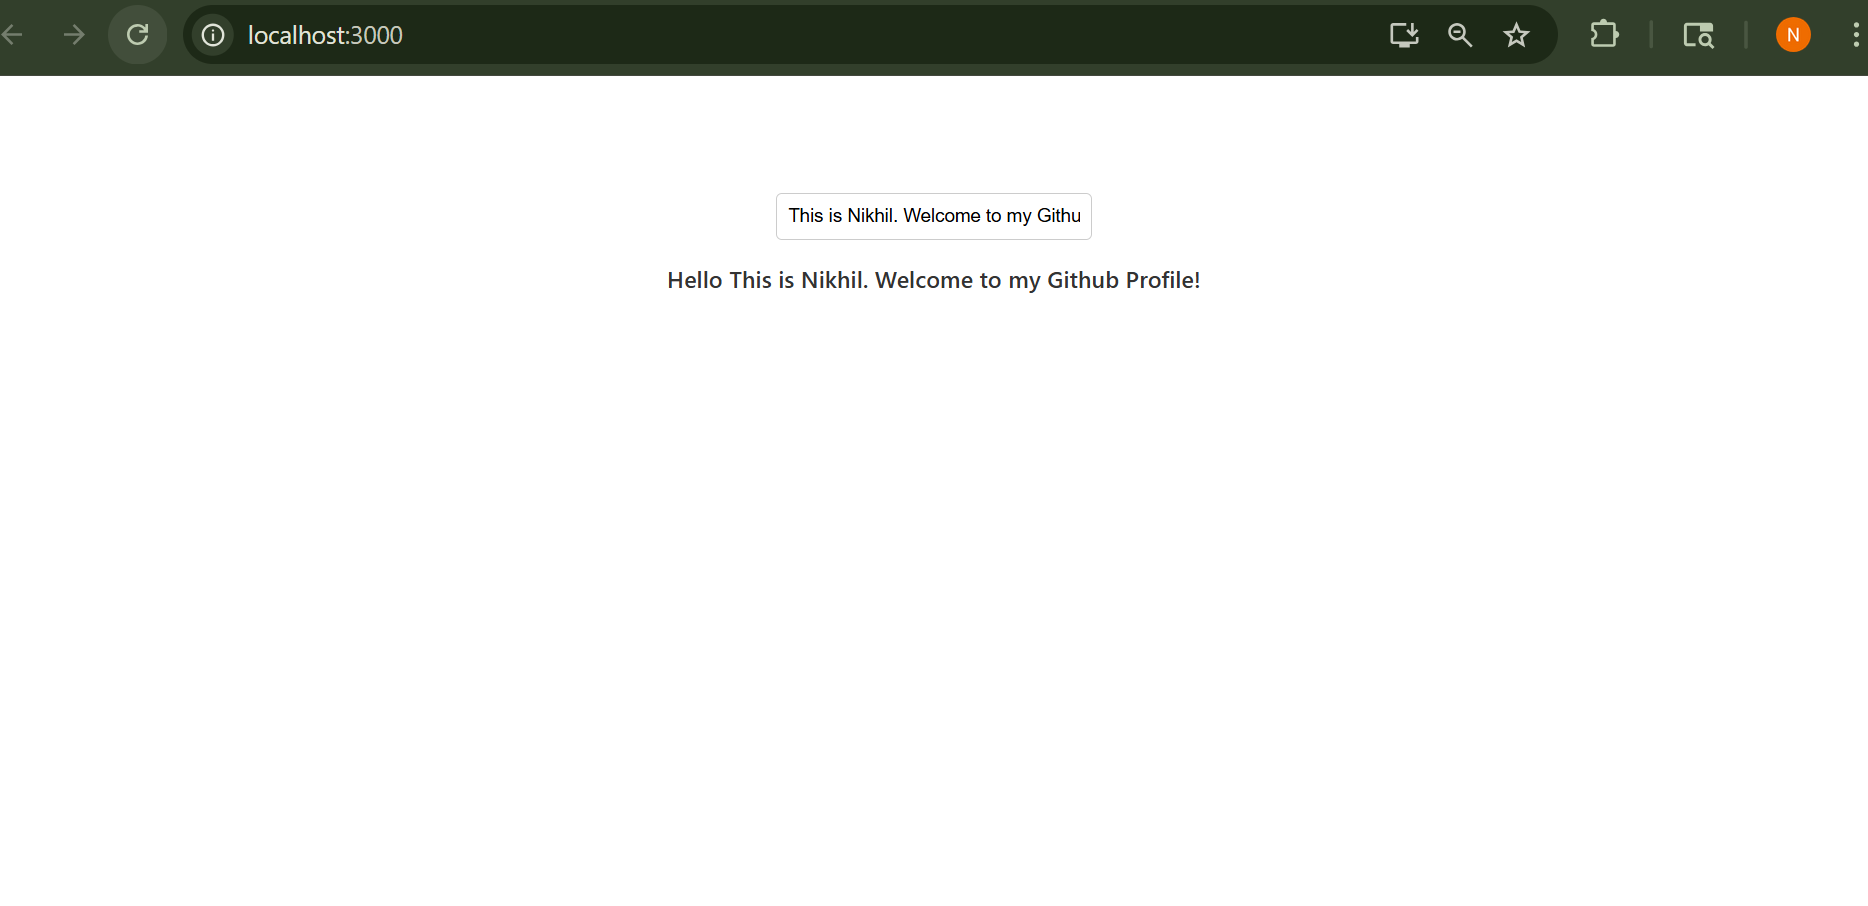 localhost:3000
N
This is Nikhil. Welcome to my Githu
Hello This is Nikhil. Welcome to my Github Profile!